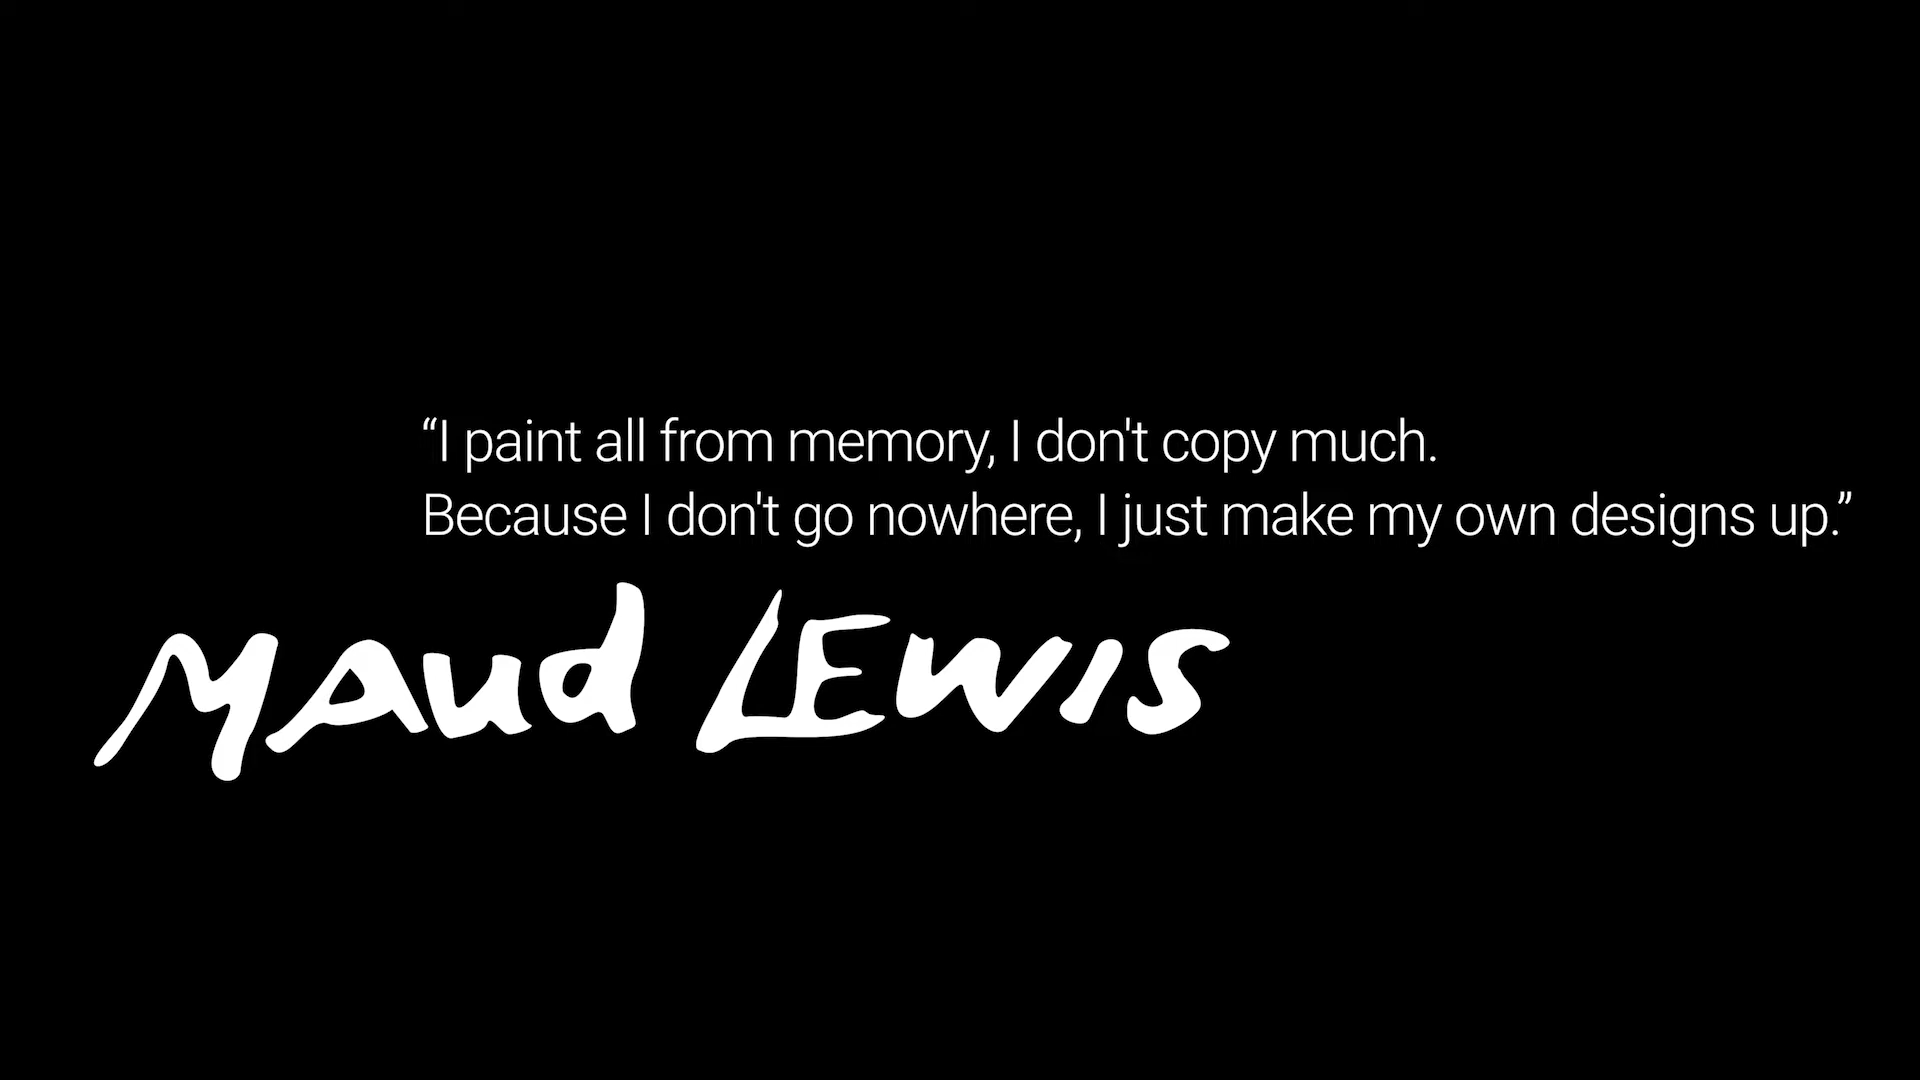 “I paint all from memory, I don't copy much.
Because I don't go nowhere, I just make my own designs up.”
MAud LEWIS